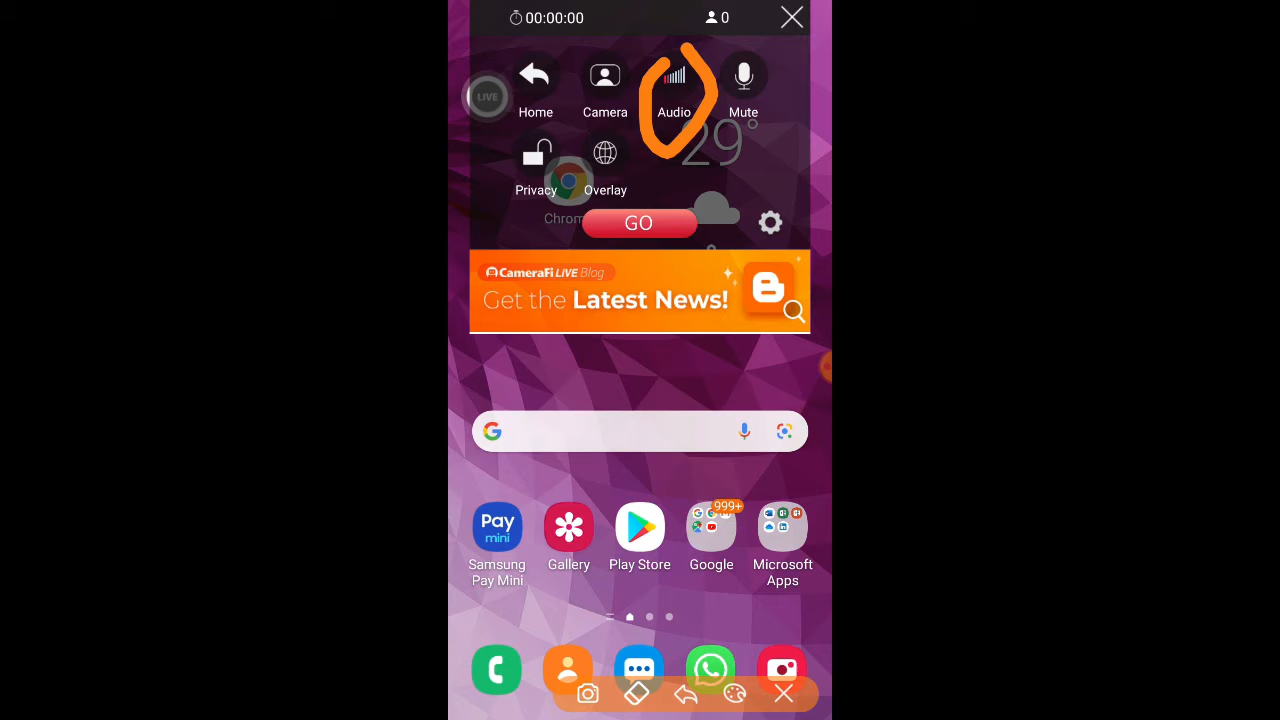 00:00:00 0
LIVE
Home Camera Audio Mute
29°
Privacy Overlay
Chrom
GO
CameraFi LIVE Blog
Get the Latest News!
999+
Pay
mini
Samsung
Pay Mini
Gallery
Play Store
Google
Microsoft
Apps